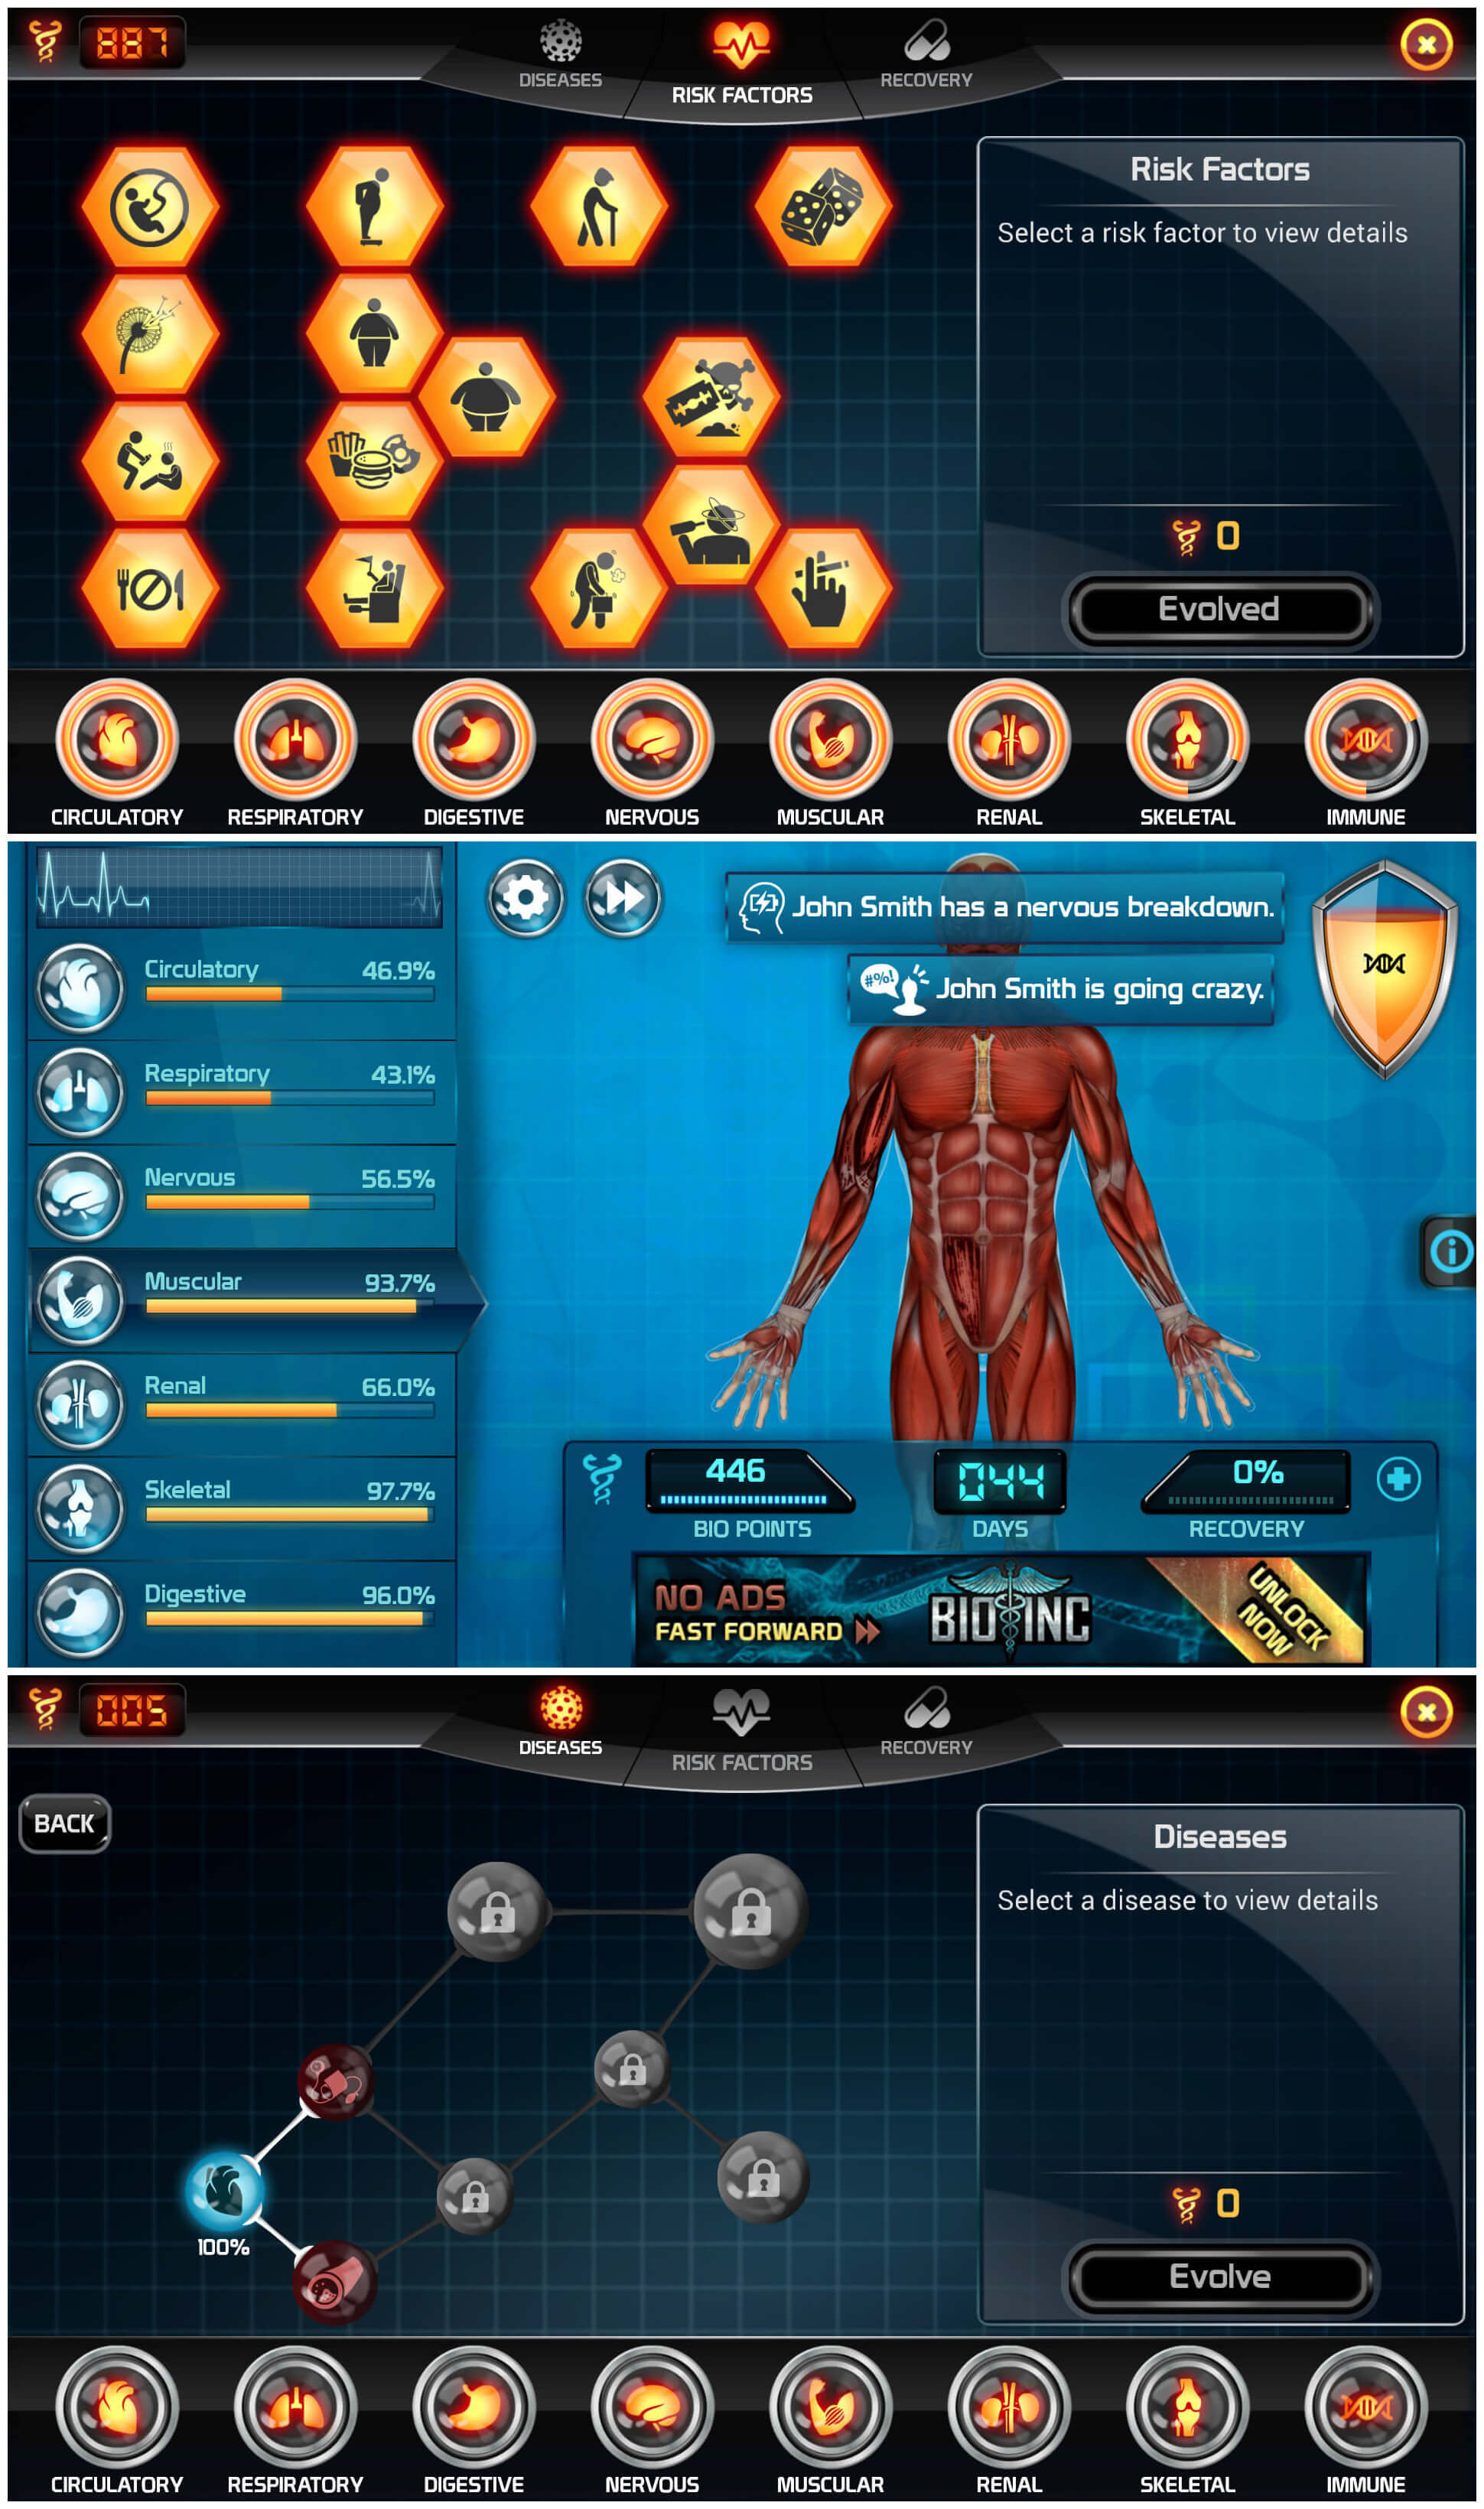 887
DISEASES
RISK FACTORS
RECOVERY
Risk Factors
Select a risk factor to view details
0
Evolved
CIRCULATORY
RESPIRATORY
DIGESTIVE
NERVOUS
MUSCULAR
RENAL
SKELETAL
IMMUNE
Circulatory 46.9%
Respiratory 43.1%
Nervous 56.5%
Muscular 93.7%
Renal 66.0%
Skeletal 97.7%
Digestive 96.0%
John Smith has a nervous breakdown.
#%!
John Smith is going crazy.
446
BIO POINTS
044
DAYS
0%
RECOVERY
NO ADS
FAST FORWARD
BIO INC
UNLOCK
NOW
005
DISEASES
RISK FACTORS
RECOVERY
BACK
100%
Diseases
Select a disease to view details
0
Evolve
CIRCULATORY
RESPIRATORY
DIGESTIVE
NERVOUS
MUSCULAR
RENAL
SKELETAL
IMMUNE